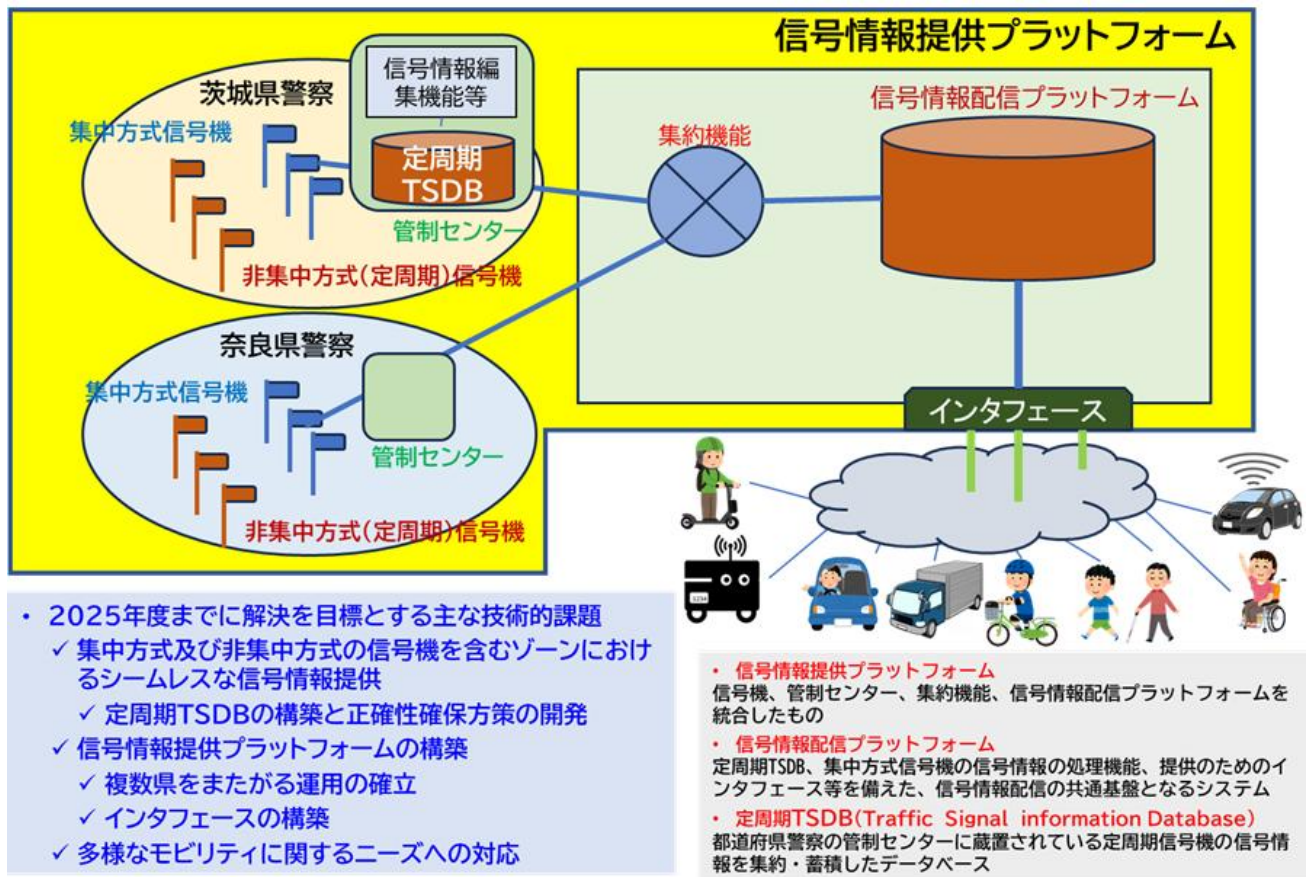 信号情報提供プラットフォーム
信号情報編
集機能等
茨城県警察
集中方式信号機
定周期
TSDB
管制センター
非集中方式(定周期)信号機
集約機能
信号情報配信プラットフォーム
奈良県警察
集中方式信号機
管制センター
非集中方式(定周期)信号機
インタフェース
1234
・ 2025年度までに解決を目標とする主な技術的課題
✓ 集中方式及び非集中方式の信号機を含むゾーンにおけ
るシームレスな信号情報提供
✓ 定周期TSDBの構築と正確性確保方策の開発
✓ 信号情報提供プラットフォームの構築
✓ 複数県をまたがる運用の確立
✓ インタフェースの構築
✓ 多様なモビリティに関するニーズへの対応
・ 信号情報提供プラットフォーム
信号機、管制センター、集約機能、信号情報配信プラットフォームを
統合したもの
・ 信号情報配信プラットフォーム
定周期TSDB、集中方式信号機の信号情報の処理機能、提供のためのイ
ンタフェース等を備えた、信号情報配信の共通基盤となるシステム
・ 定周期TSDB(Traffic Signal information Database)
都道府県警察の管制センターに蔵置されている定周期信号機の信号情
報を集約・蓄積したデータベース